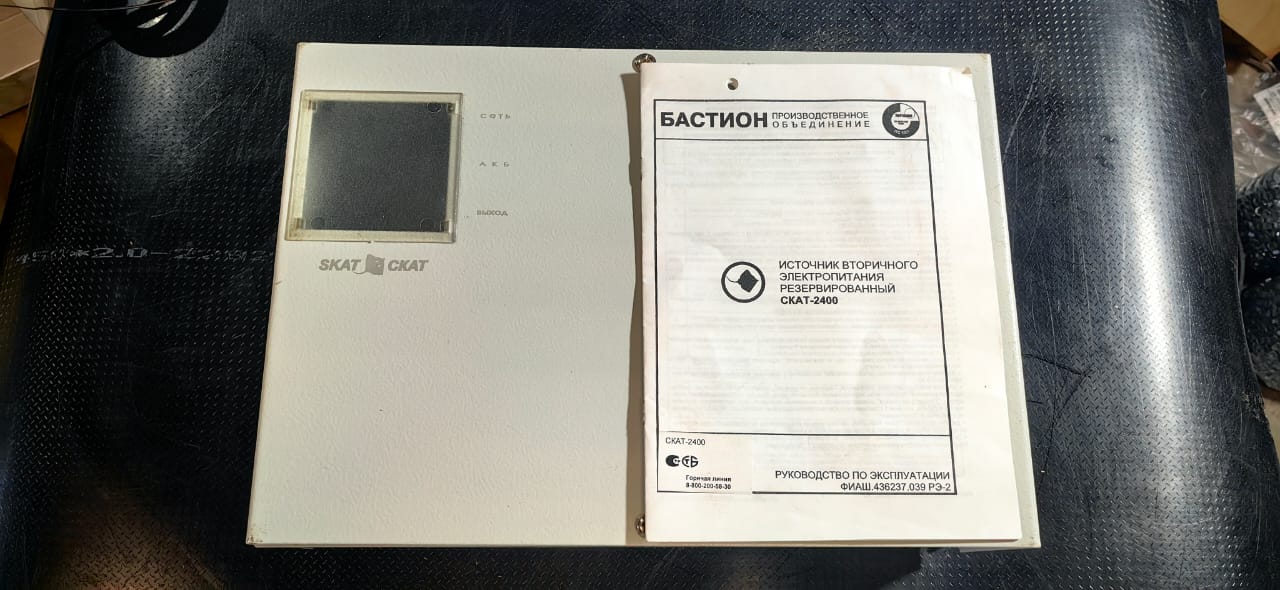 СЕТЬ
А.К.Б
ВЫХОД
SKAT СКАТ
БАСТИОН ПРОИЗВОДСТВЕННОЕ
ОБЪЕДИНЕНИЕ
ИСТОЧНИК ВТОРИЧНОГО
ЭЛЕКТРОПИТАНИЯ
РЕЗЕРВИРОВАННЫЙ
СКАТ-2400
СКАТ-2400
Горячая линия
8-800-200-58-30
РУКОВОДСТВО ПО ЭКСПЛУАТАЦИИ
ФИАШ.436237.039 РЭ-2